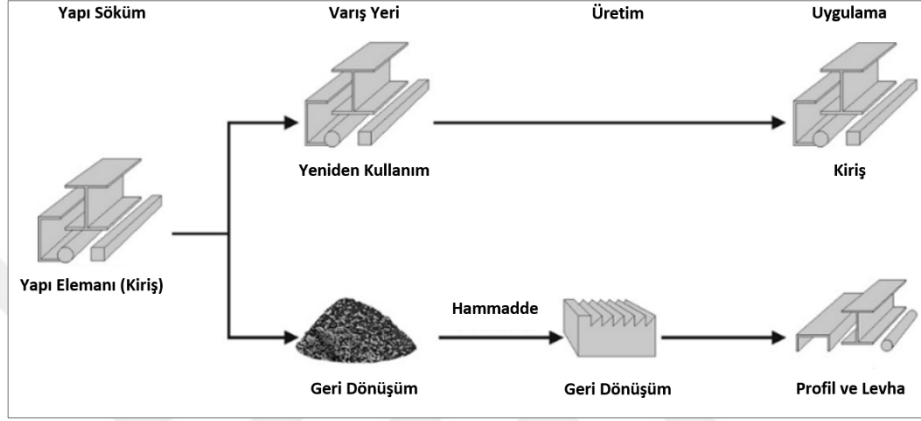 Yapı Söküm
Varış Yeri
Üretim
Uygulama
Yeniden Kullanım
Kiriş
Yapı Elemanı (Kiriş)
Hammadde
Geri Dönüşüm
Geri Dönüşüm
Profil ve Levha